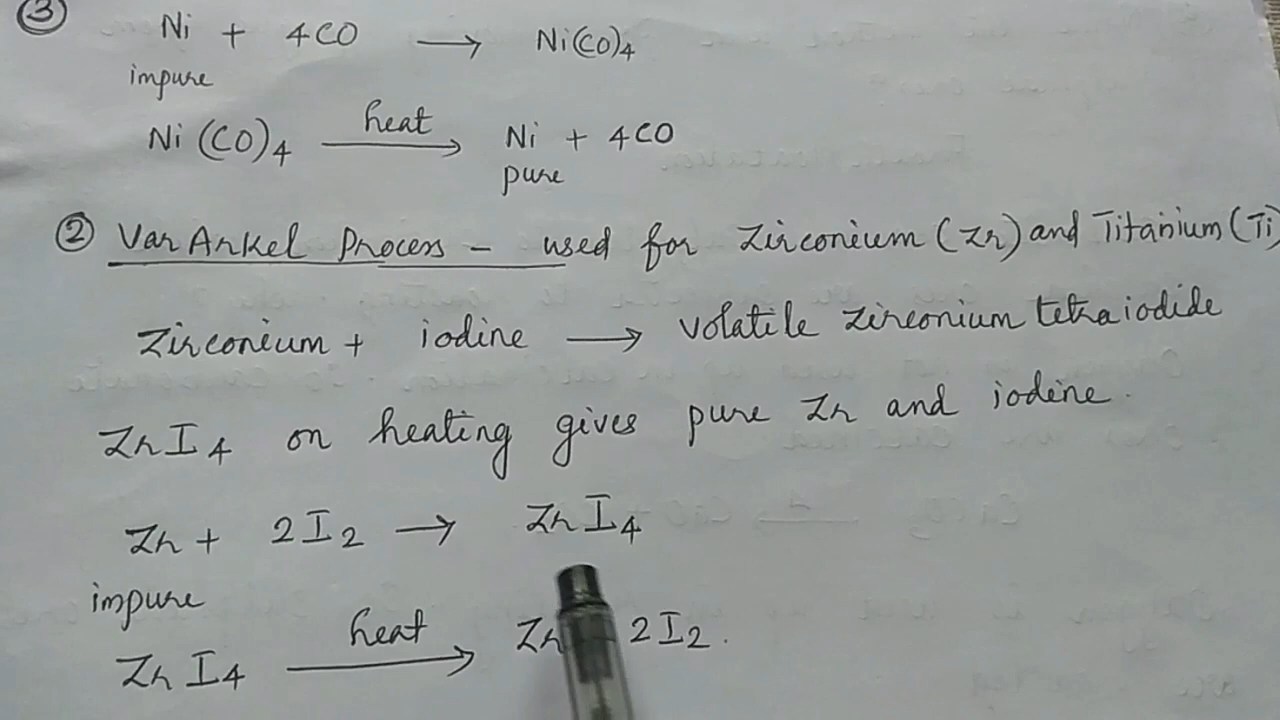 ③ Ni + 4CO ⟶ Ni(CO)4
impure
Ni(CO)4 heat ⟶ Ni + 4CO
pure
② Van Arkel Process - used for Zirconium (Zr) and Titanium (Ti)
Zirconium + iodine ⟶ volatile zirconium tetraiodide
ZrI4 on heating gives pure Zr and iodine.
Zr + 2I2 → ZrI4
impure
ZrI4 heat ⟶ Zr 2I2.